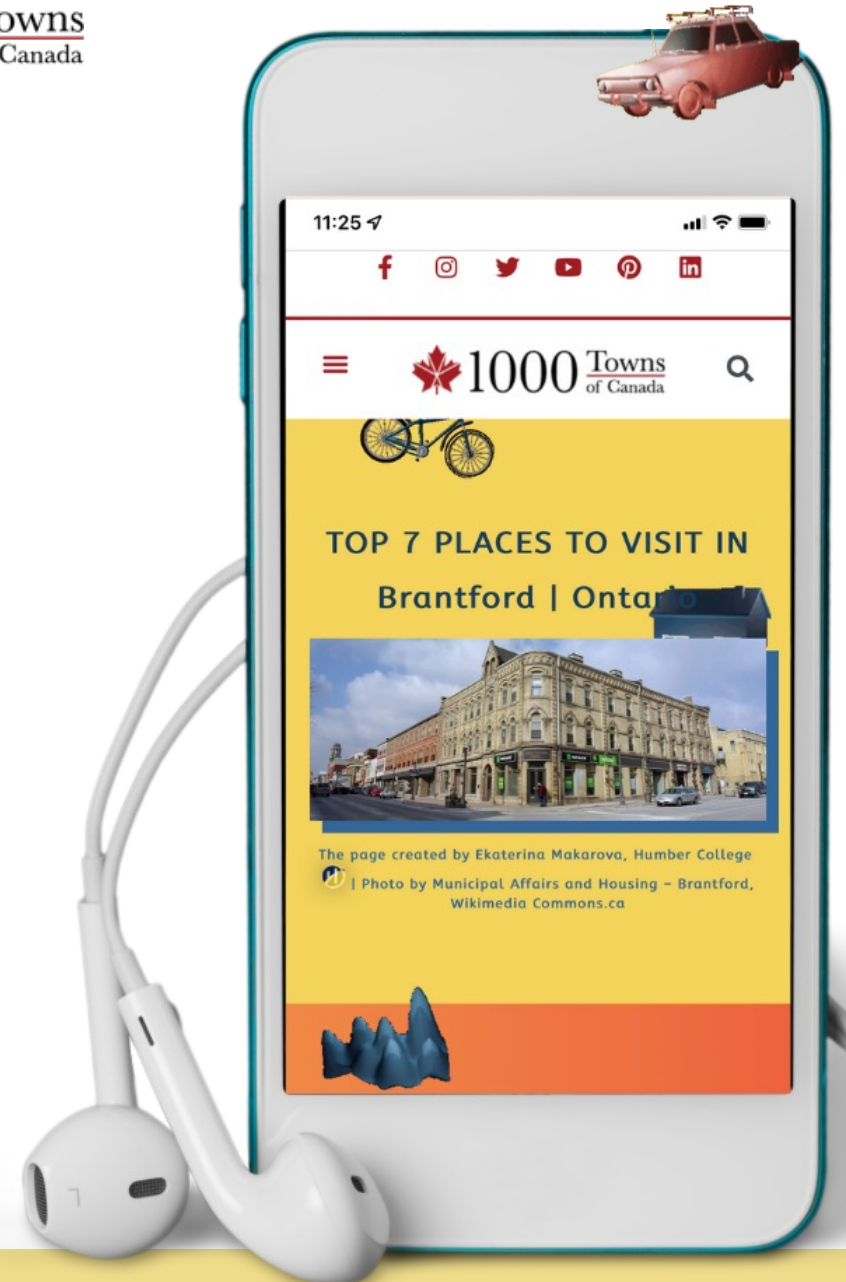 owns
Canada
11:25
1000 Towns
of Canada
TOP 7 PLACES TO VISIT IN
Brantford | Ontario
The page created by Ekaterina Makarova, Humber College
| Photo by Municipal Affairs and Housing – Brantford,
Wikimedia Commons.ca
L